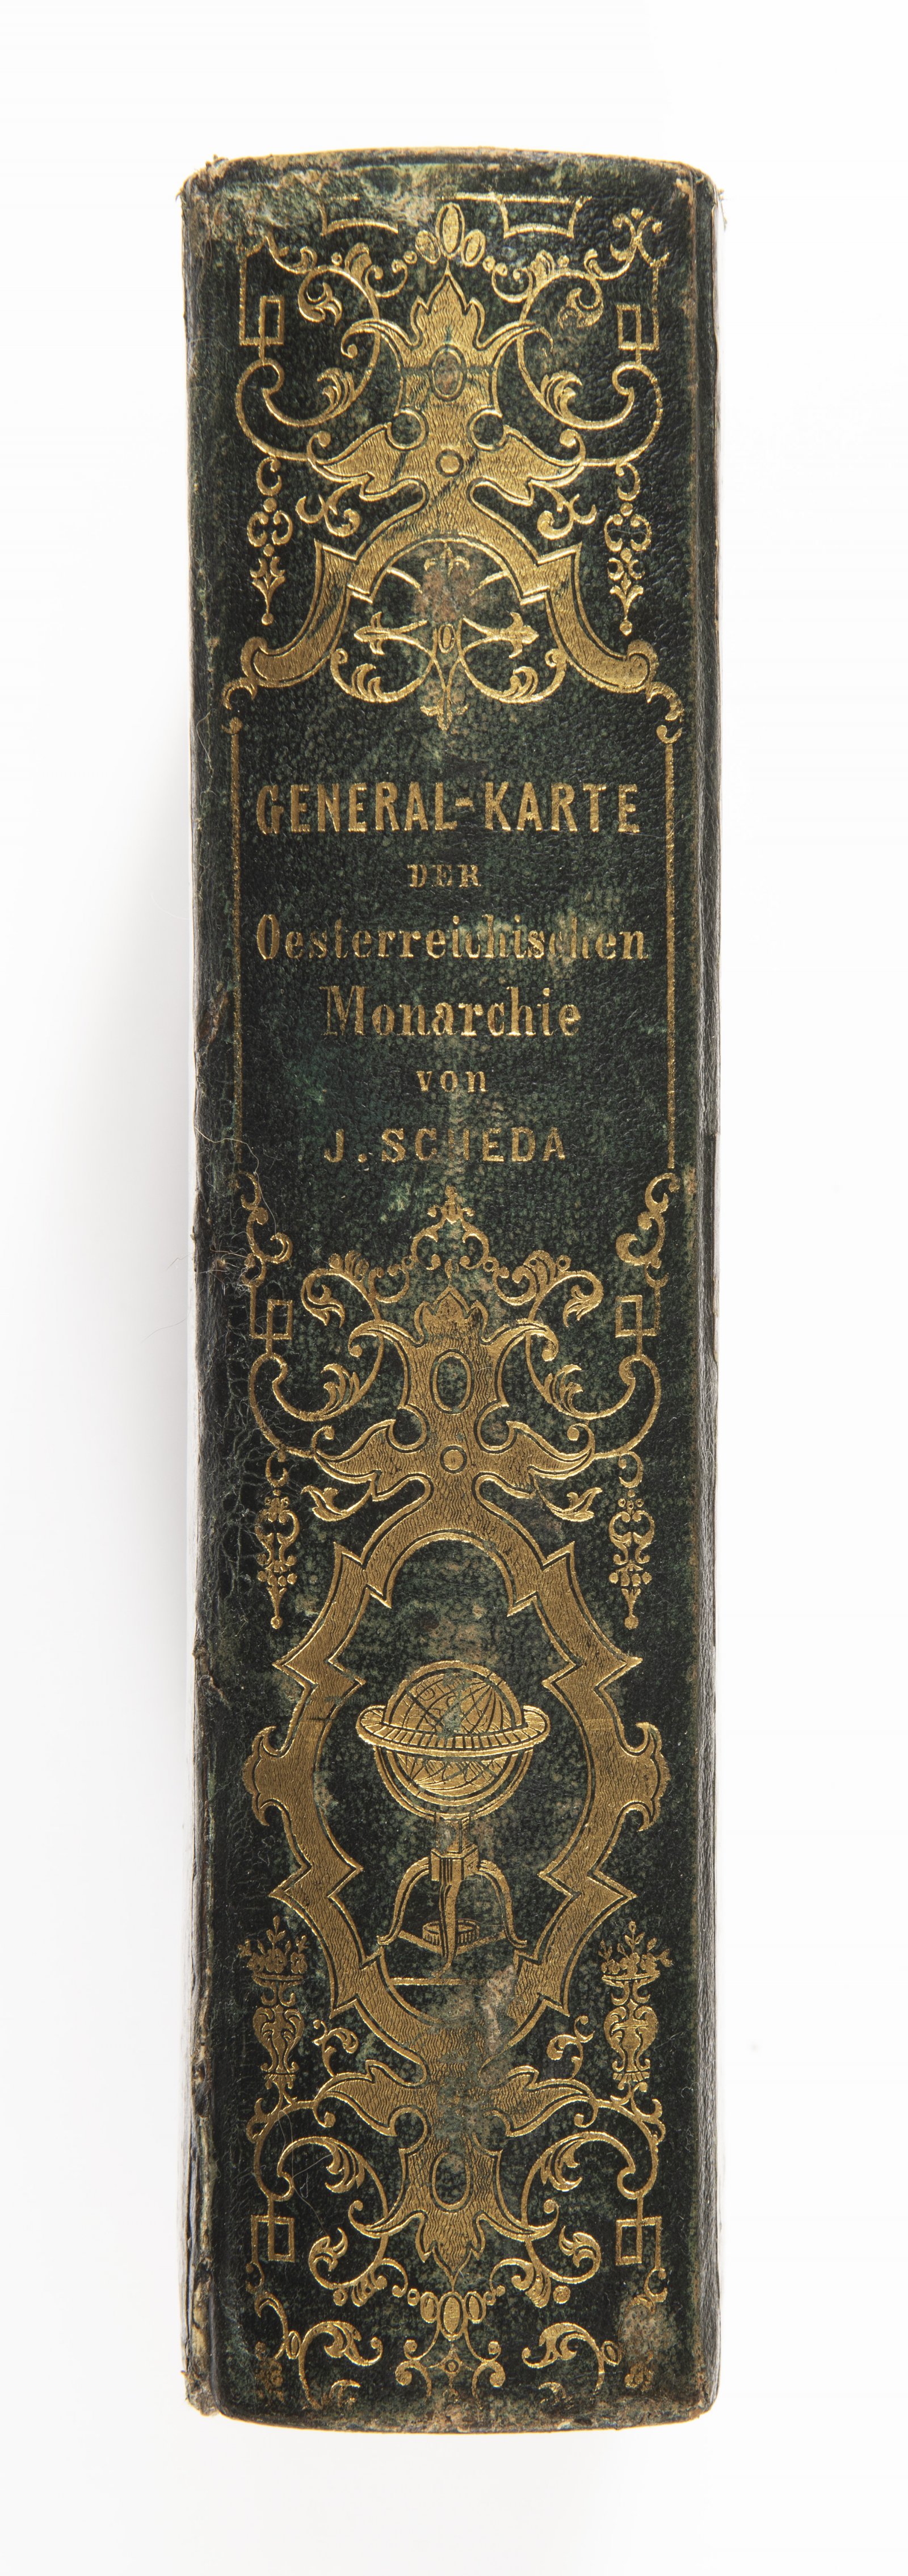 GENERAL-KARTE
DER
Oesterreichischen
Monarchie
von
J. SCHEDA